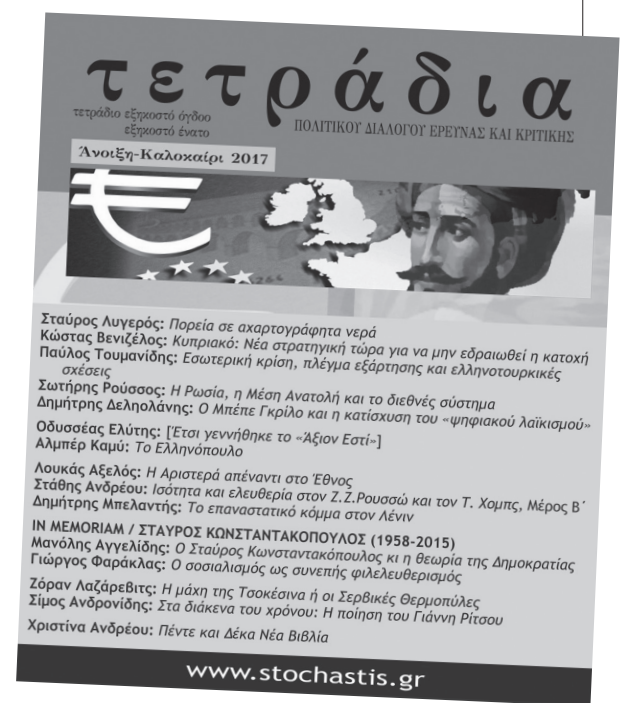 τετράδια
τετράδιο εξηκοστό όγδοο
εξηκοστό ένατο
ΠΟΛΙΤΙΚΟΥ ΔΙΑΛΟΓΟΥ ΕΡΕΥΝΑΣ ΚΑΙ ΚΡΙΤΙΚΗΣ
Άνοιξη-Καλοκαίρι 2017
Σταύρος Λυγερός: Πορεία σε αχαρτογράφητα νερά
Κώστας Βενιζέλος: Κυπριακό: Νέα στρατηγική τώρα για να μην εδραιωθεί η κατοχή
Παύλος Τουμανίδης: Εσωτερική κρίση, πλέγμα εξάρτησης και ελληνοτουρκικές
σχέσεις
Σωτήρης Ρούσσος: Η Ρωσία, η Μέση Ανατολή και το διεθνές σύστημα
Δημήτρης Δεληολάνης: Ο Μπέπε Γκρίλο και η κατίσχυση του «ψηφιακού λαϊκισμού»
Οδυσσέας Ελύτης: [Έτσι γεννήθηκε το «Άξιον Εστί»]
Αλμπέρ Καμύ: Το Ελληνόπουλο
Λουκάς Αξελός: Η Αριστερά απέναντι στο Έθνος
Στάθης Ανδρέου: Ισότητα και ελευθερία στον Ζ.Ζ.Ρουσσώ και τον Τ. Χομπς, Μέρος Β΄
Δημήτρης Μπελαντής: Το επαναστατικό κόμμα στον Λένιν
IN MEMORIAM / ΣΤΑΥΡΟΣ ΚΩΝΣΤΑΝΤΑΚΟΠΟΥΛΟΣ (1958-2015)
Μανόλης Αγγελίδης: Ο Σταύρος Κωνσταντακόπουλος κι η θεωρία της Δημοκρατίας
Γιώργος Φαράκλας: Ο σοσιαλισμός ως συνεπής φιλελευθερισμός
Ζόραν Λαζάρεβιτς: Η μάχη της Τσοκέσινα ή οι Σερβικές Θερμοπύλες
Σίμος Ανδρονίδης: Στα διάκενα του χρόνου: Η ποίηση του Γιάννη Ρίτσου
Χριστίνα Ανδρέου: Πέντε και Δέκα Νέα Βιβλία
www.stochastis.gr